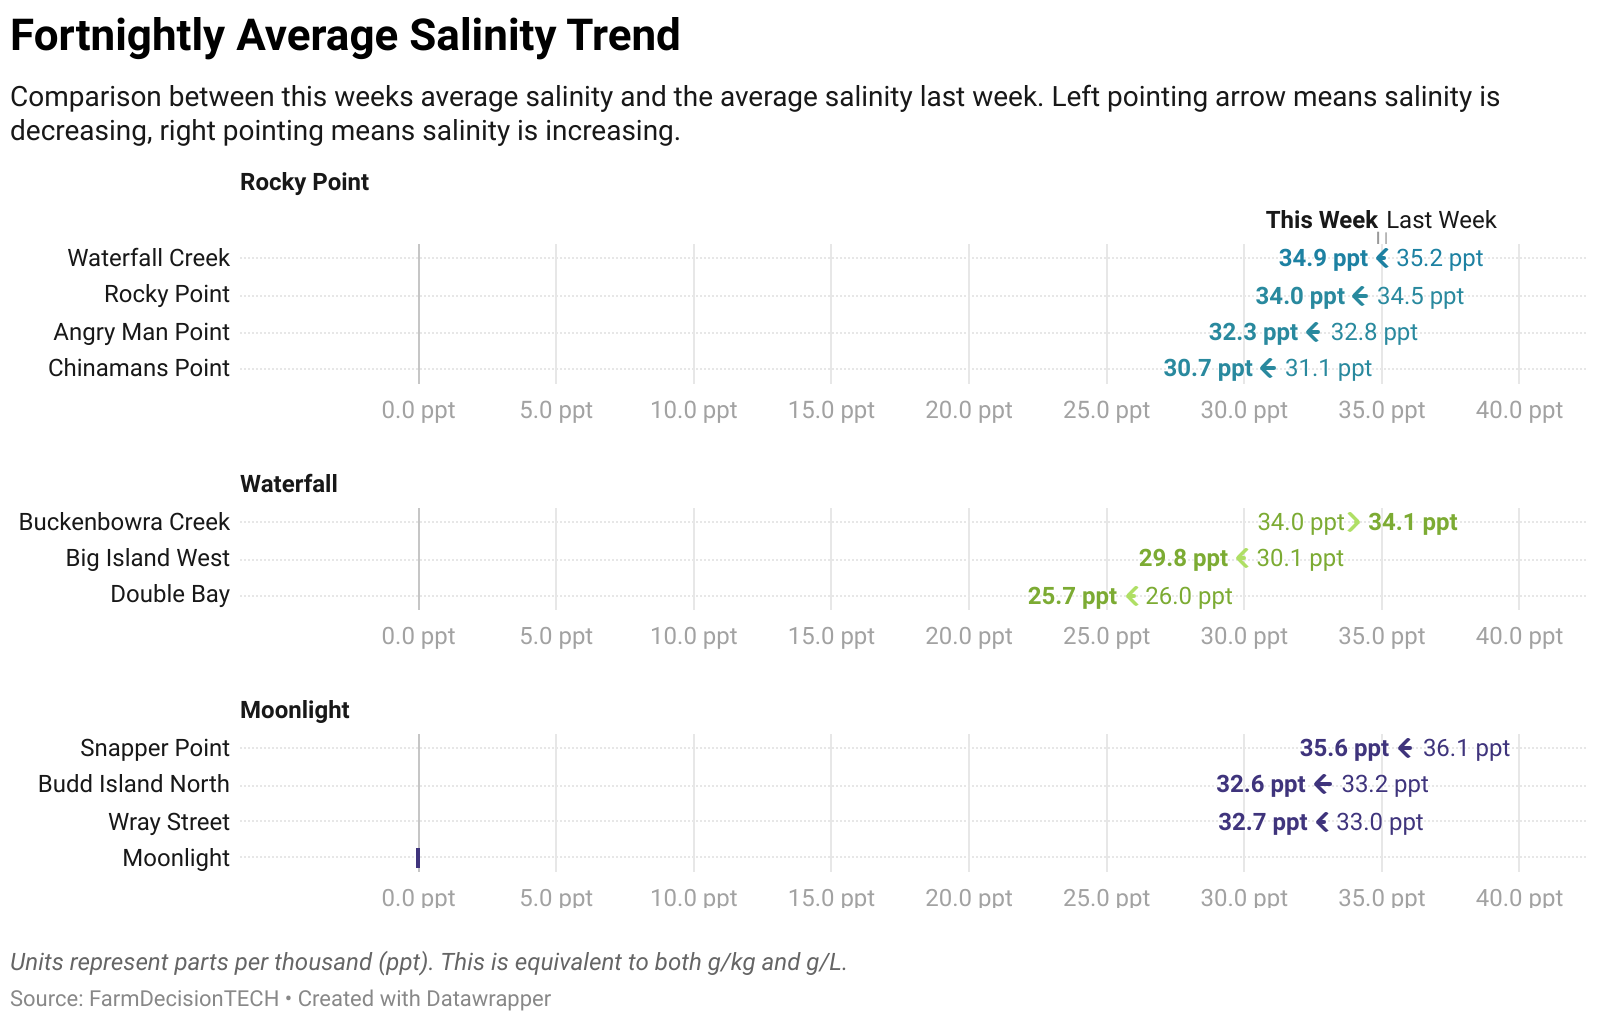 Fortnightly Average Salinity Trend
Comparison between this weeks average salinity and the average salinity last week. Left pointing arrow means salinity is
decreasing, right pointing means salinity is increasing.
Rocky Point
This Week Last Week
Waterfall Creek 34.9 ppt 35.2 ppt
Rocky Point 34.0 ppt 34.5 ppt
Angry Man Point 32.3 ppt 32.8 ppt
Chinamans Point 30.7 ppt 31.1 ppt
0.0 ppt 5.0 ppt 10.0 ppt 15.0 ppt 20.0 ppt 25.0 ppt 30.0 ppt 35.0 ppt 40.0 ppt
Waterfall
Buckenbowra Creek 34.0 ppt 34.1 ppt
Big Island West 29.8 ppt 30.1 ppt
Double Bay 25.7 ppt 26.0 ppt
0.0 ppt 5.0 ppt 10.0 ppt 15.0 ppt 20.0 ppt 25.0 ppt 30.0 ppt 35.0 ppt 40.0 ppt
Moonlight
Snapper Point 35.6 ppt 36.1 ppt
Budd Island North 32.6 ppt 33.2 ppt
Wray Street 32.7 ppt 33.0 ppt
Moonlight
0.0 ppt 5.0 ppt 10.0 ppt 15.0 ppt 20.0 ppt 25.0 ppt 30.0 ppt 35.0 ppt 40.0 ppt
Units represent parts per thousand (ppt). This is equivalent to both g/kg and g/L.
Source: FarmDecisionTECH • Created with Datawrapper